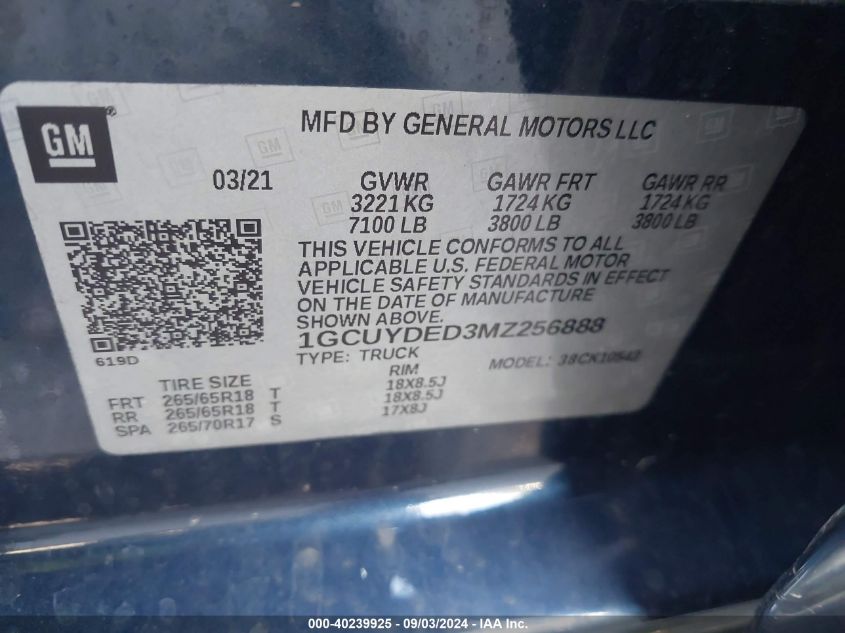 GM
MFD BY GENERAL MOTORS LLC
03/21 GVWR GAWR FRT GAWR RR
3221 KG 1724 KG 1724 KG
7100 LB 3800 LB 3800 LB
THIS VEHICLE CONFORMS TO ALL
APPLICABLE U.S. FEDERAL MOTOR
VEHICLE SAFETY STANDARDS IN EFFECT
ON THE DATE OF MANUFACTURE
SHOWN ABOVE.
1GCUYDED3MZ256888
619D TYPE: TRUCK MODEL:
TIRE SIZE RIM
FRT 265/65R18 T 18X8.5J
RR 265/65R18 T 18X8.5J
SPA 265/70R17 S 17X8J
000-40239925 - 09/03/2024 - IAA Inc.